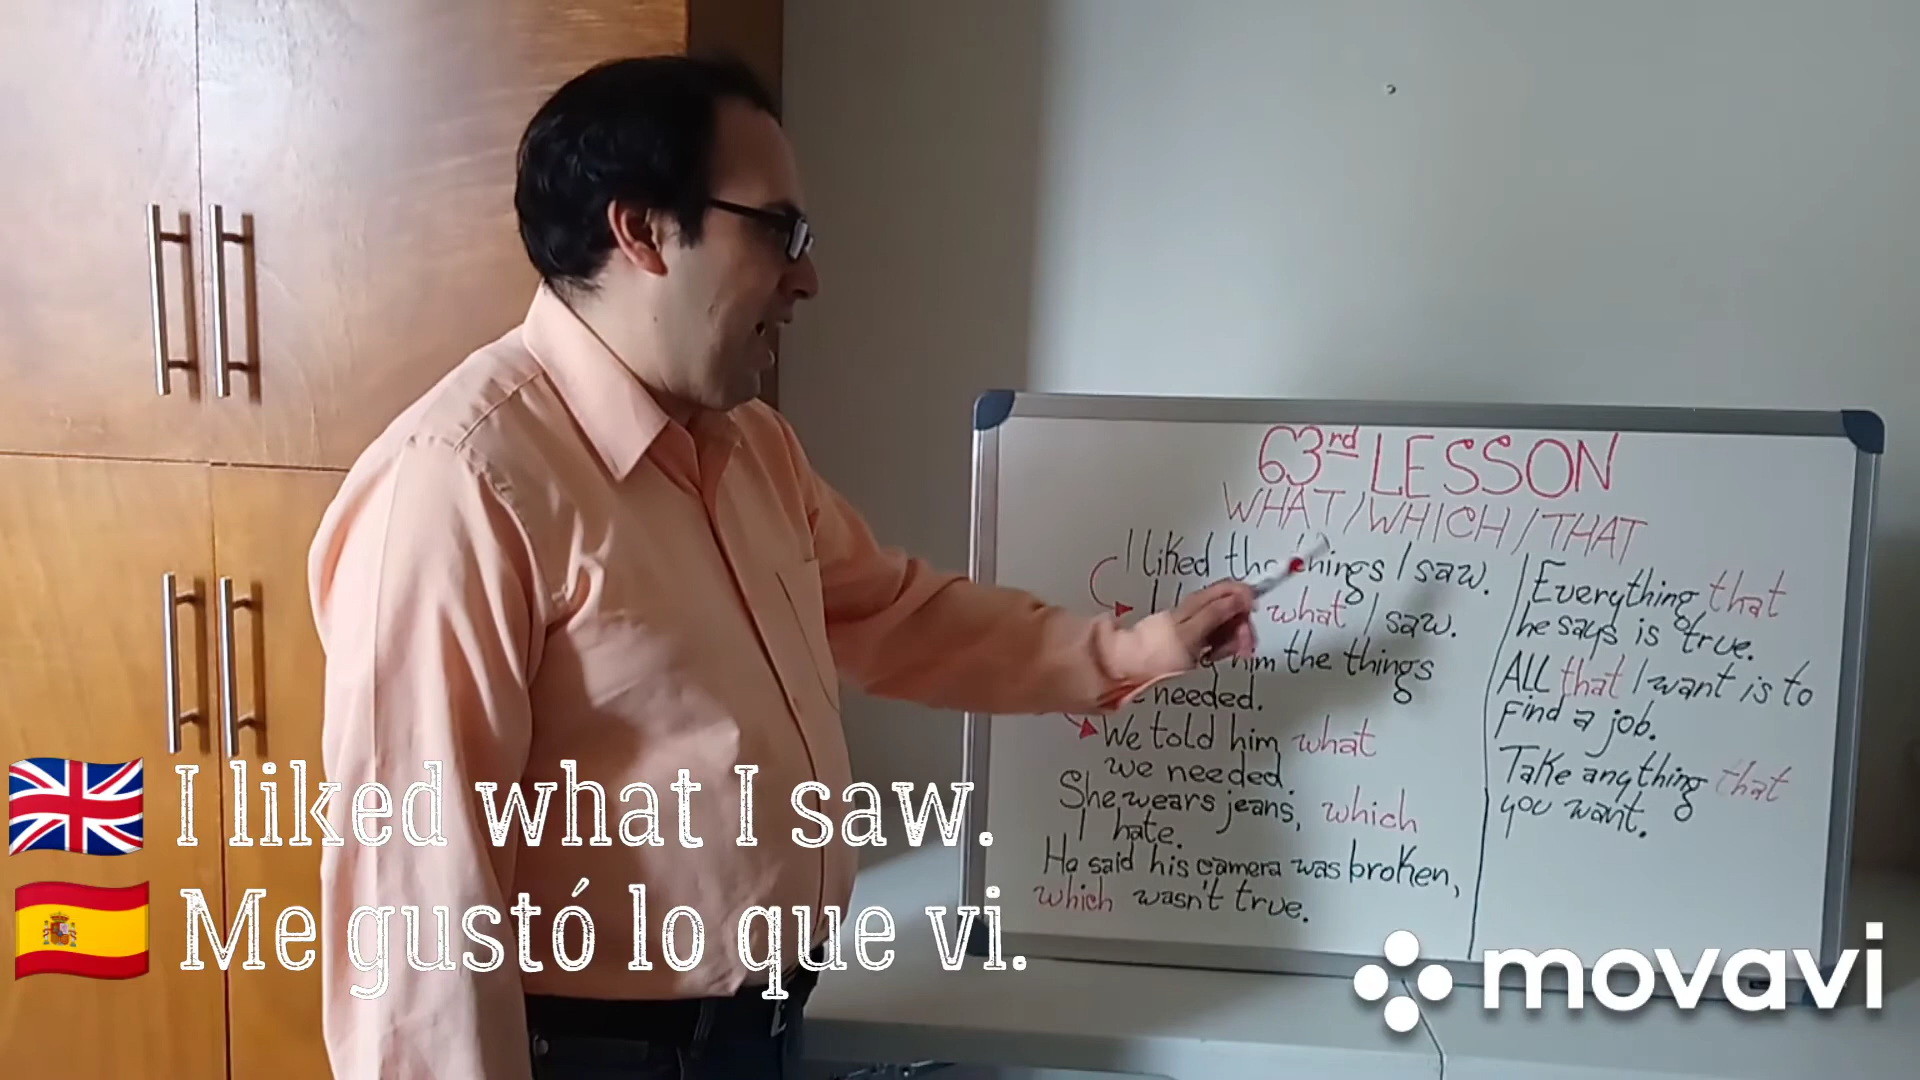 63rd LESSON
WHAT/WHICH/THAT
I liked the things I saw.
what I saw.
him the things
needed.
We told him what
we needed.
She wears jeans, which
I hate.
He said his camera was broken,
which wasn't true.
Everything that
he says is true.
ALL that I want is to
find a job.
Take anything that
you want.
I liked what I saw.
Me gustó lo que vi.
movavi